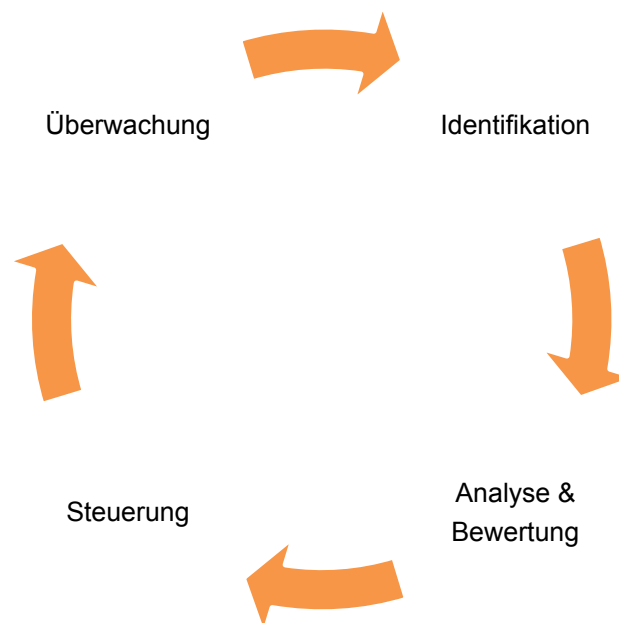 Überwachung
Identifikation
Steuerung
Analyse &
Bewertung